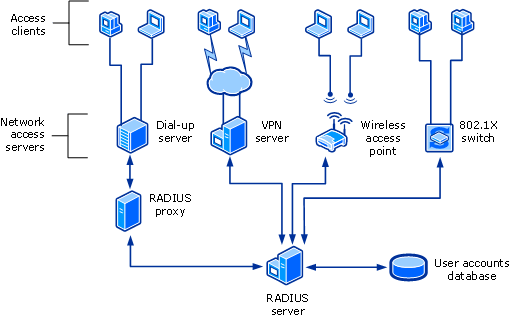 Access
clients
Network
access
servers
Dial-up
server
VPN
server
Wireless
access
point
802.1X
switch
RADIUS
proxy
RADIUS
server
User accounts
database